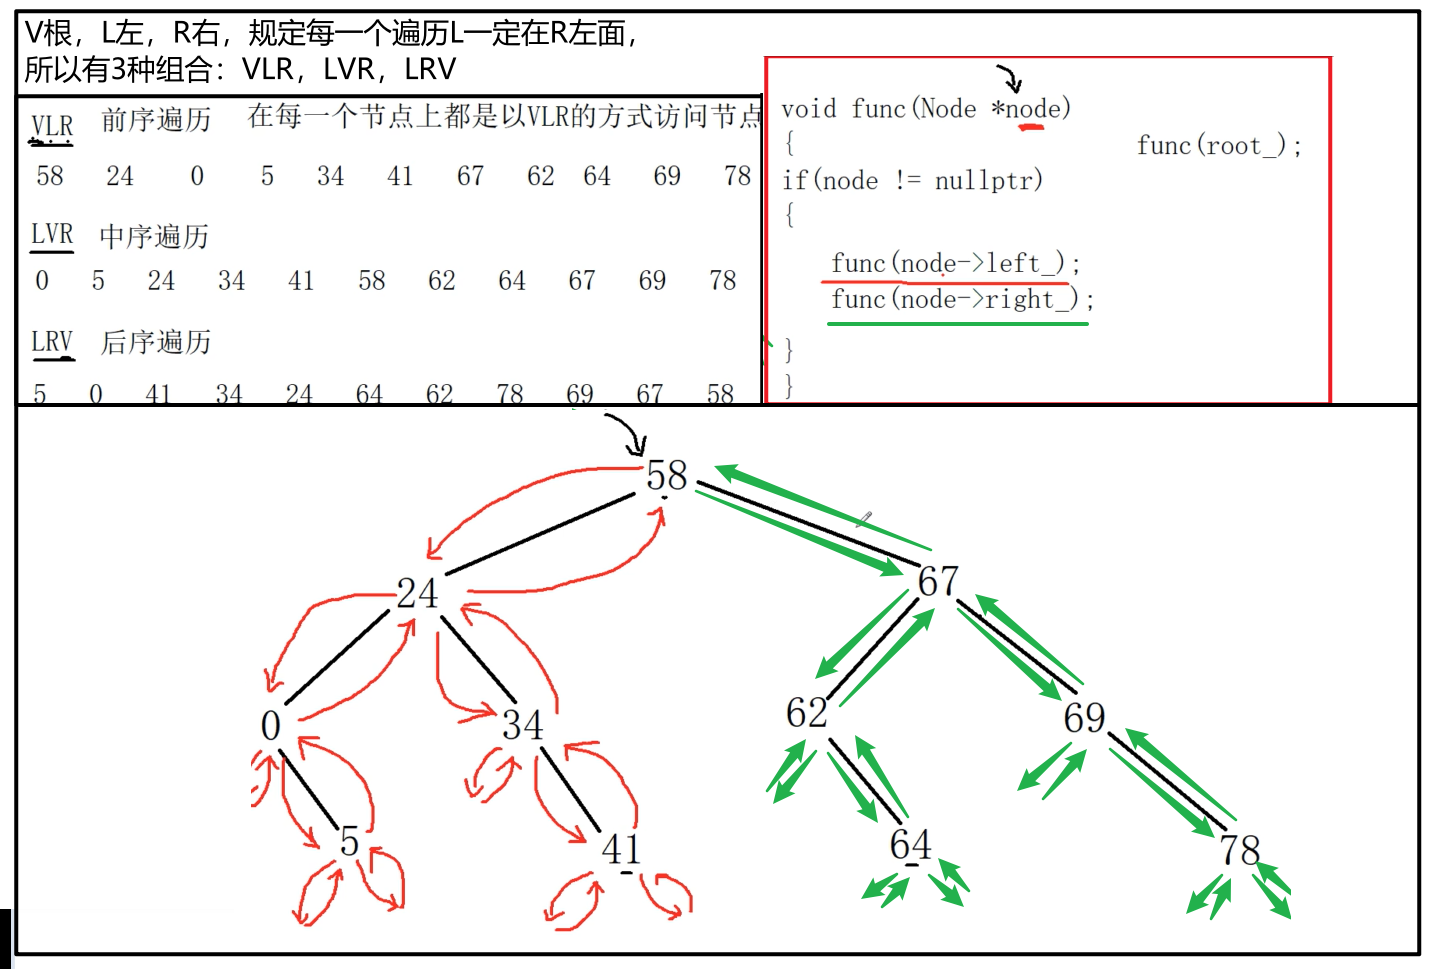 V根，L左，R右，规定每一个遍历L一定在R左面，
所以有3种组合：VLR，LVR，LRV
VLR 前序遍历 在每一个节点上都是以VLR的方式访问节点
58 24 0 5 34 41 67 62 64 69 78
LVR 中序遍历
0 5 24 34 41 58 62 64 67 69 78
LRV 后序遍历
5 0 41 34 24 64 62 78 69 67 58
void func(Node *node)
{ func(root_);
if(node != nullptr)
{
func(node->left_);
func(node->right_);
}
}
58
24 67
0 34 62 69
5 41 64 78